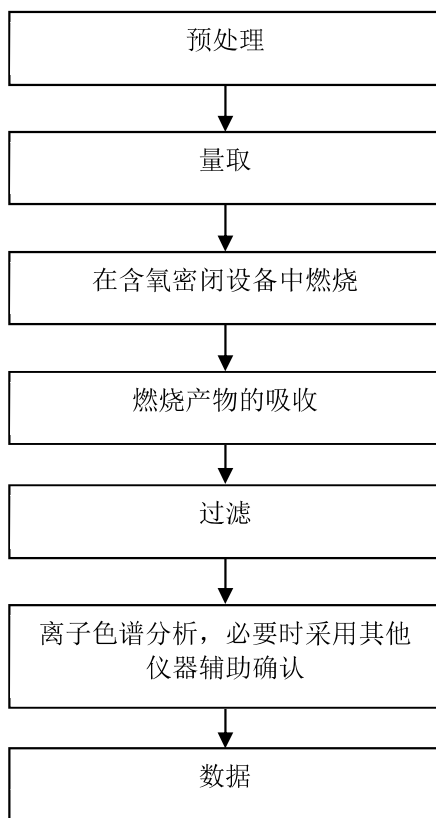 预处理
量取
在含氧密闭设备中燃烧
燃烧产物的吸收
过滤
离子色谱分析，必要时采用其他
仪器辅助确认
数据